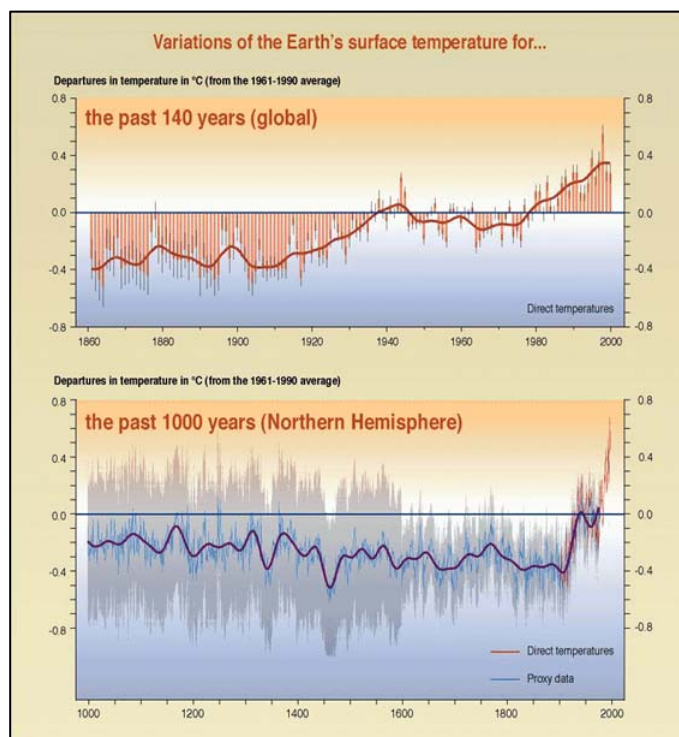 Variations of the Earth's surface temperature for...
Departures in temperature in °C (from the 1961-1990 average)
the past 140 years (global)
0.8 0.8
0.4 0.4
0.0 0.0
-0.4 -0.4
-0.8 -0.8
Direct temperatures
1860 1880 1900 1920 1940 1960 1980 2000
Departures in temperature in °C (from the 1961-1990 average)
the past 1000 years (Northern Hemisphere)
0.8 0.8
0.4 0.4
0.0 0.0
-0.4 -0.4
-0.8 -0.8
Direct temperatures
Proxy data
1000 1200 1400 1600 1800 2000